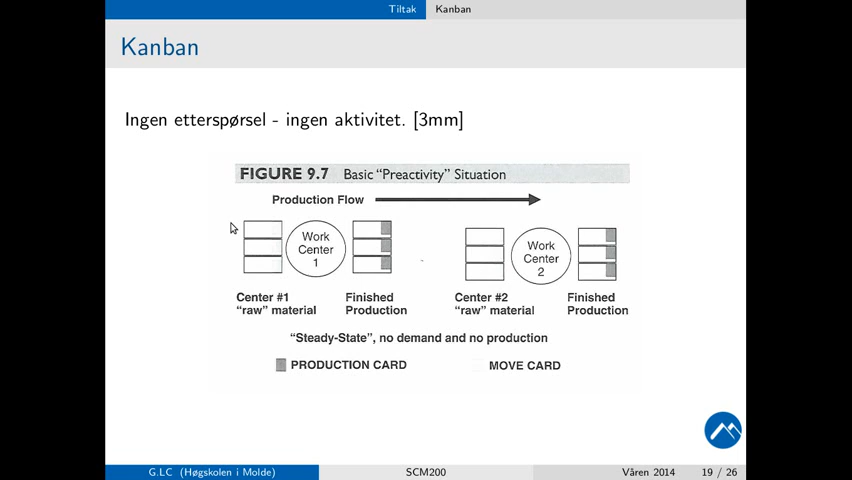 Tiltak Kanban
Kanban
Ingen etterspørsel - ingen aktivitet. [3mm]
FIGURE 9.7 Basic “Preactivity” Situation
Production Flow
Work
Center
1
Work
Center
2
Center #1
“raw” material
Finished
Production
Center #2
“raw” material
Finished
Production
“Steady-State”, no demand and no production
PRODUCTION CARD
MOVE CARD
G.LC (Høgskolen i Molde) SCM200 Våren 2014 19 / 26